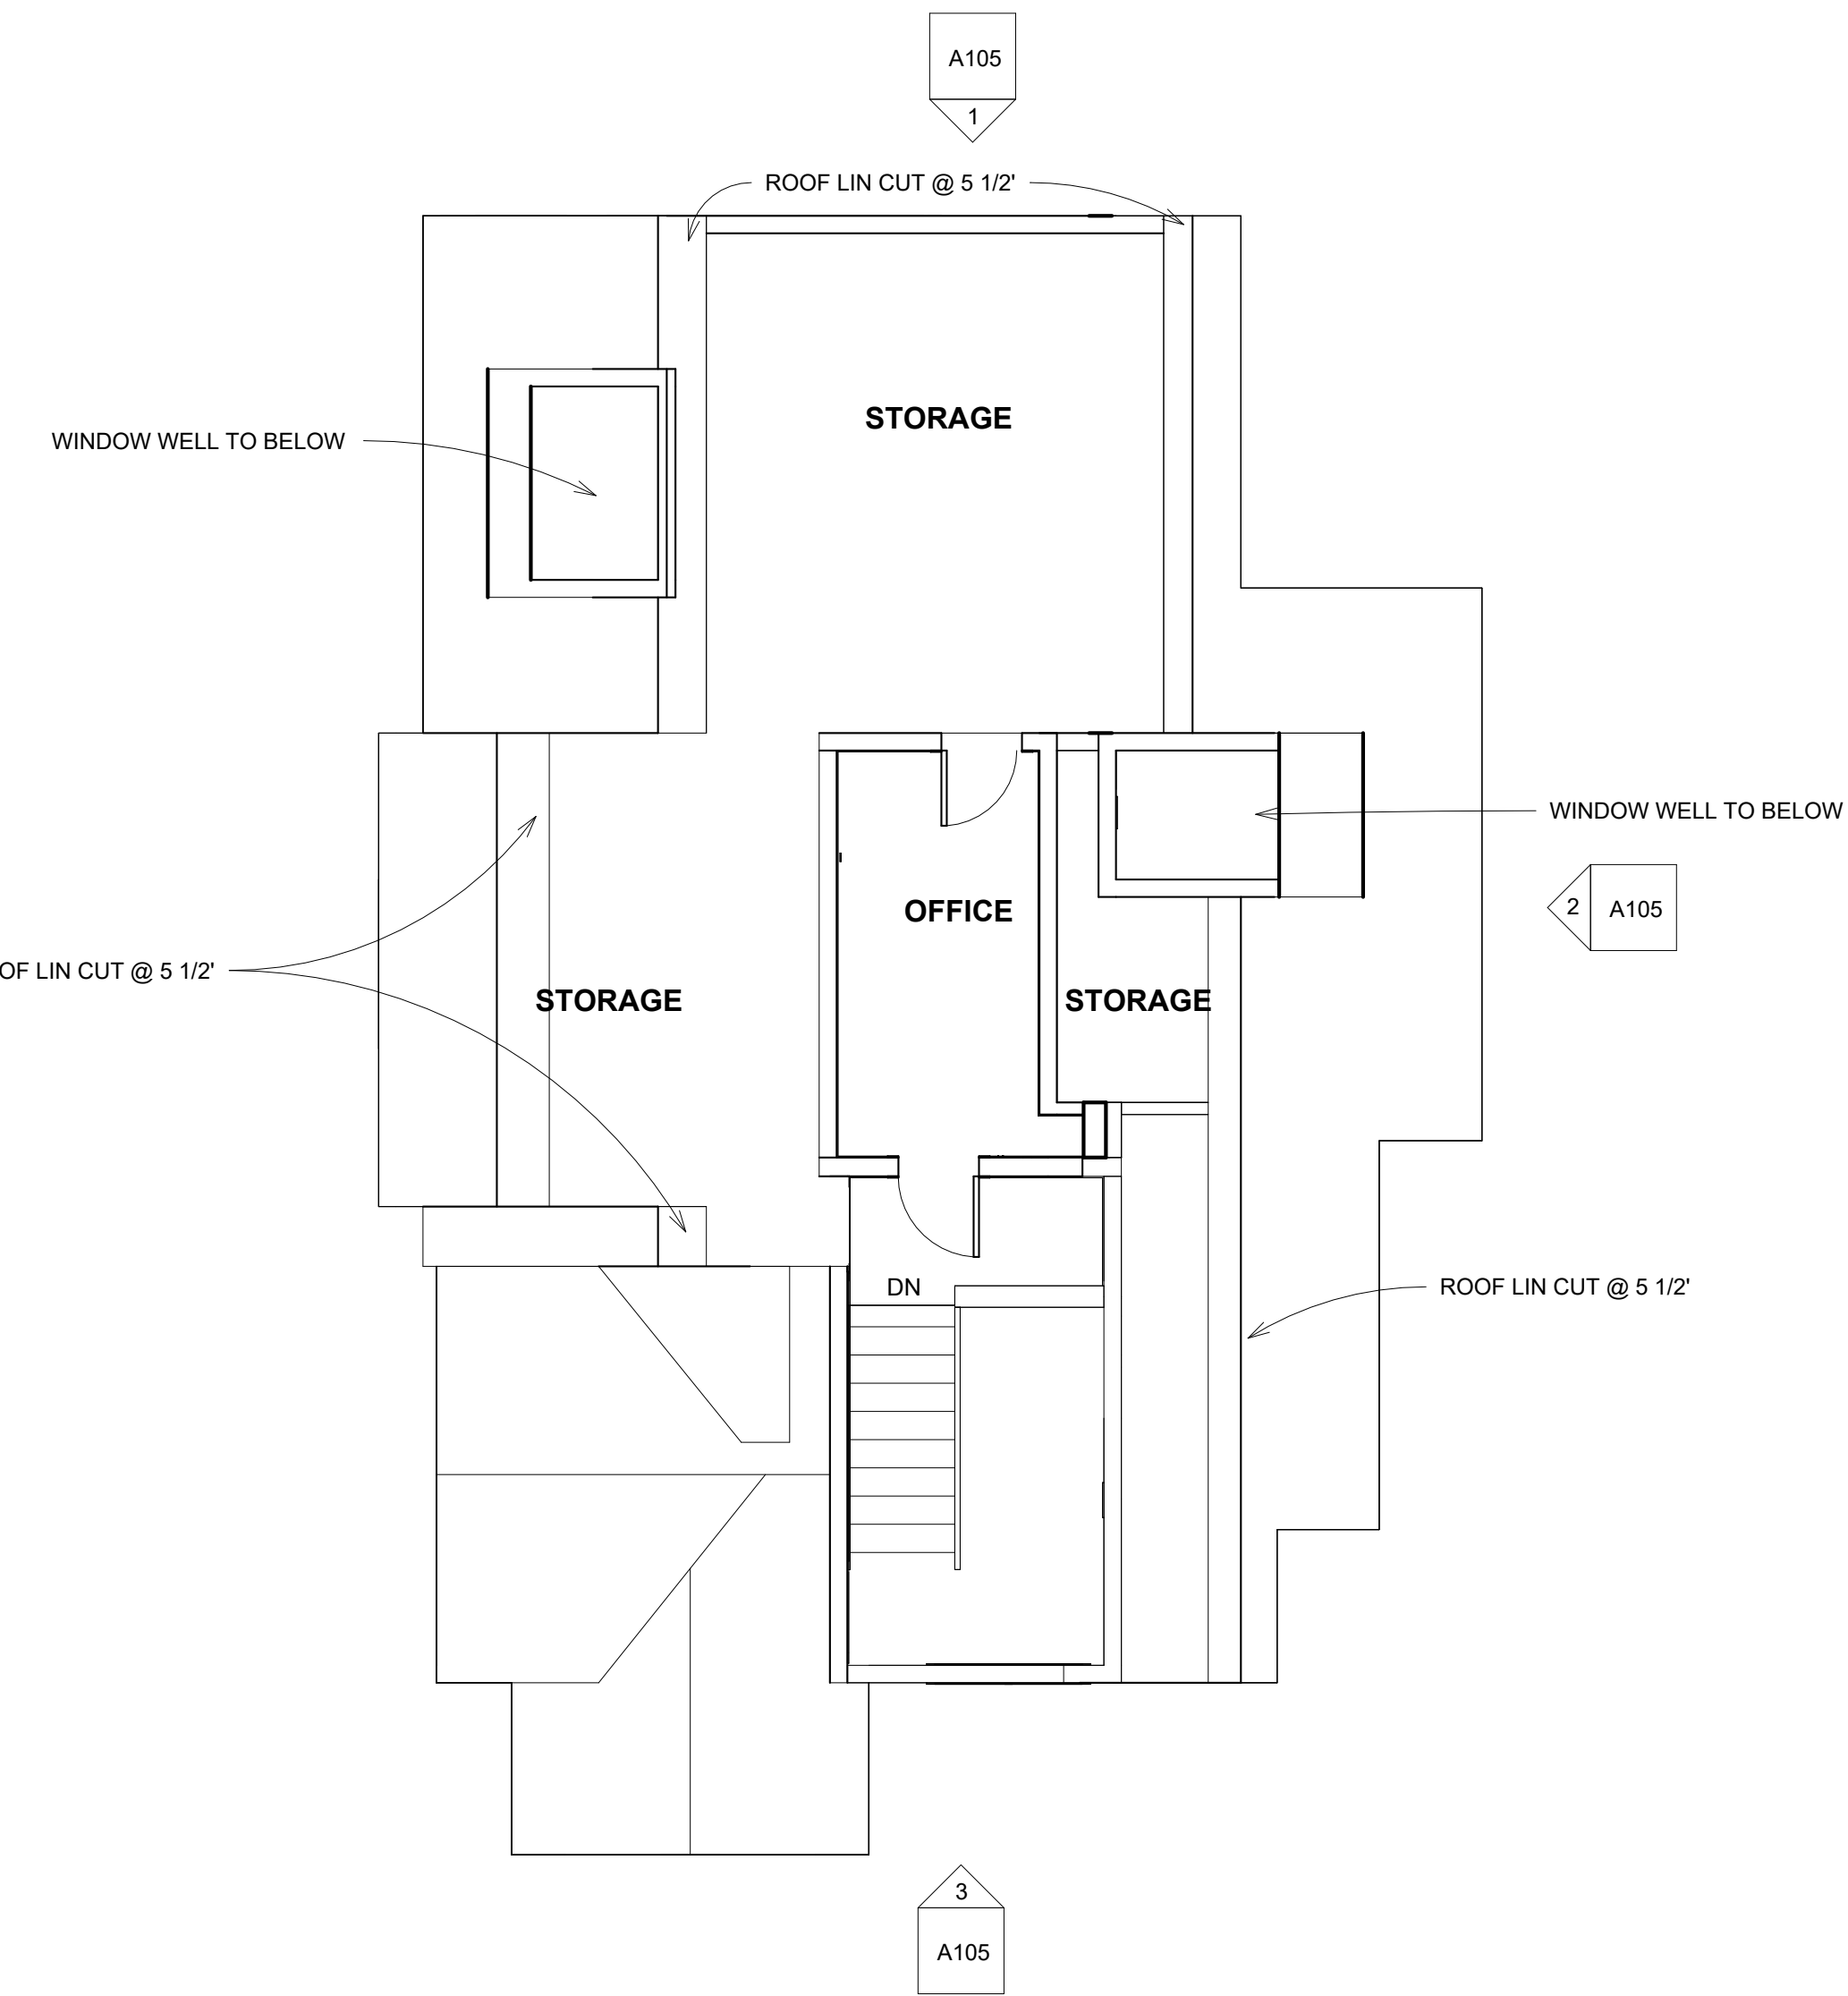 A105
1
ROOF LIN CUT @ 5 1/2'
STORAGE
WINDOW WELL TO BELOW
WINDOW WELL TO BELOW
OFFICE
2
A105
OF LIN CUT @ 5 1/2'
STORAGE
STORAGE
DN
ROOF LIN CUT @ 5 1/2'
3
A105